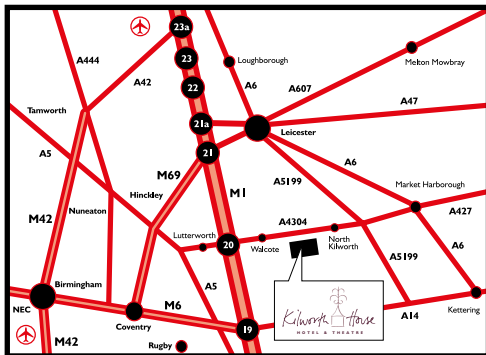 23a
A444
23
Loughborough
Melton Mowbray
A42
22
A6
A607
A47
Tamworth
21a
Leicester
A5
21
M69
A6
Hinckley
M1
A5199
Market Harborough
M42
Nuneaton
A4304
A427
Lutterworth
20
Walcote
North
Kilworth
A5199
A6
Birmingham
A5
Kilworth House
HOTEL & THEATRE
Kettering
NEC
M6
A14
Coventry
19
M42
Rugby